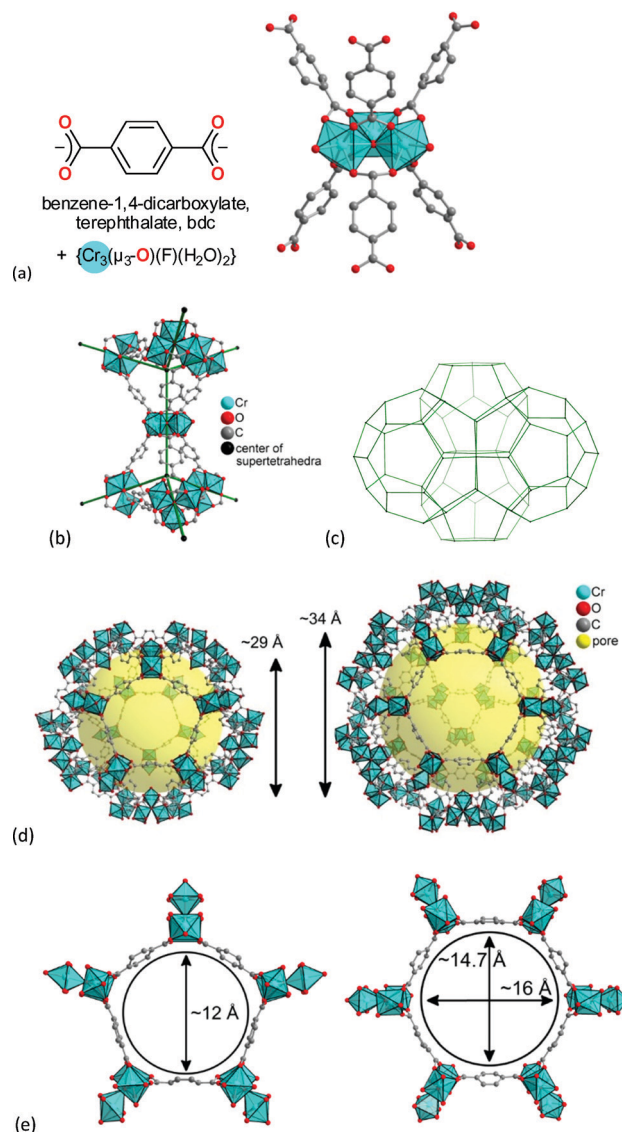 O
O
O
O
benzene-1,4-dicarboxylate,
terephthalate, bdc
+ {Cr₃(μ₃-O)(F)(H₂O)₂}
(a)
Cr
O
C
center of
supertetrahedra
(b)
(c)
~29 Å
~34 Å
Cr
O
C
pore
(d)
~12 Å
~14.7 Å
~16 Å
(e)